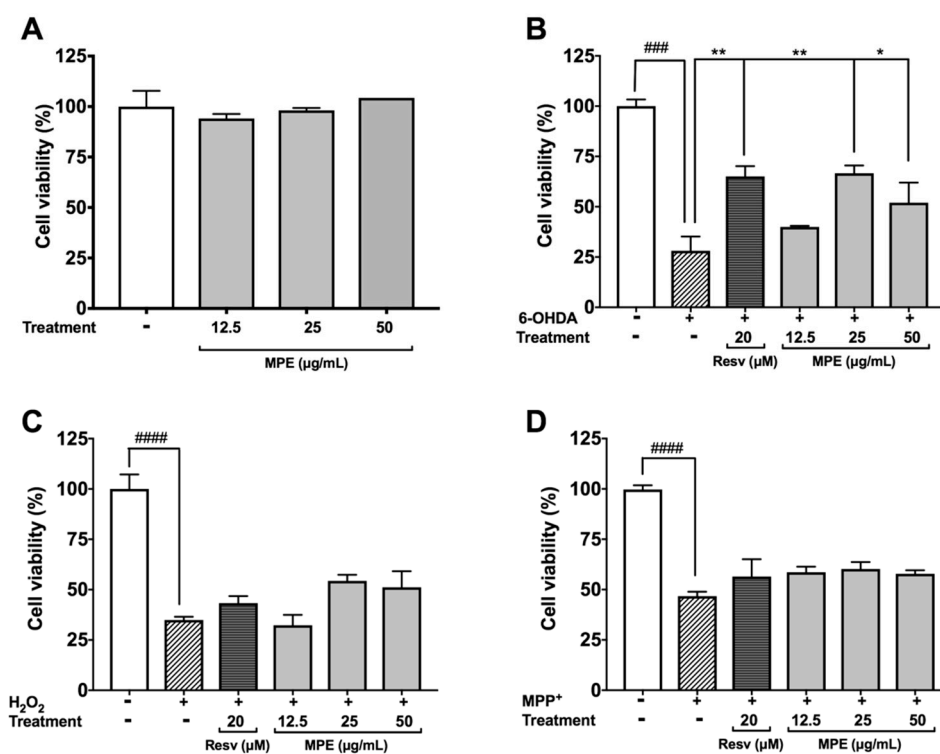 A
125
100
75
50
25
0
Cell viability (%)
Treatment - 12.5 25 50
MPE (µg/mL)
B
### ** ** *
125
100
75
50
25
0
Cell viability (%)
6-OHDA - + + + + +
Treatment - - 20 12.5 25 50
Resv (µM) MPE (µg/mL)
C
####
125
100
75
50
25
0
Cell viability (%)
H₂O₂ - + + + + +
Treatment - - 20 12.5 25 50
Resv (µM) MPE (µg/mL)
D
####
125
100
75
50
25
0
Cell viability (%)
MPP⁺ - + + + + +
Treatment - - 20 12.5 25 50
Resv (µM) MPE (µg/mL)